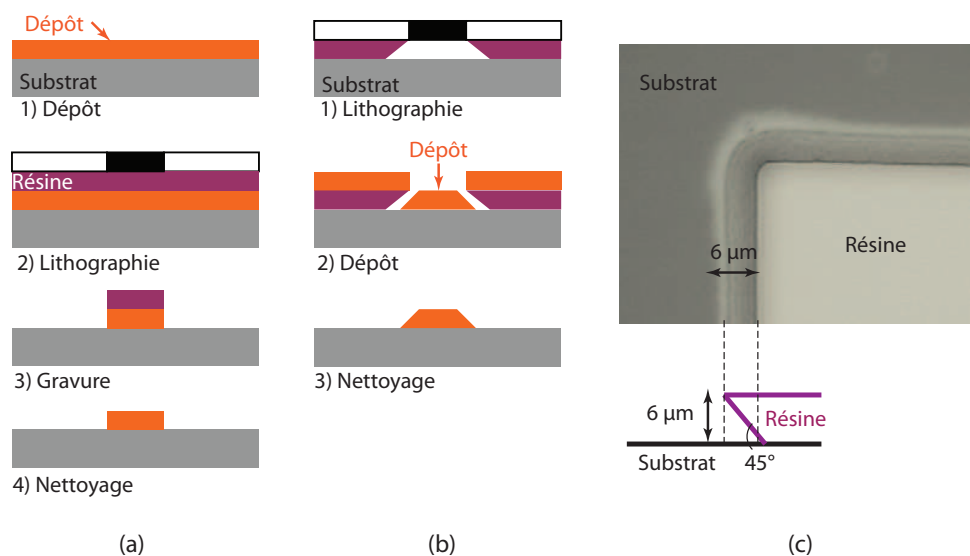 Dépôt
Substrat
1) Dépôt
Résine
2) Lithographie
3) Gravure
4) Nettoyage
(a)
Substrat
1) Lithographie
Dépôt
2) Dépôt
3) Nettoyage
(b)
Substrat
Résine
6 µm
6 µm
Résine
Substrat
45°
(c)